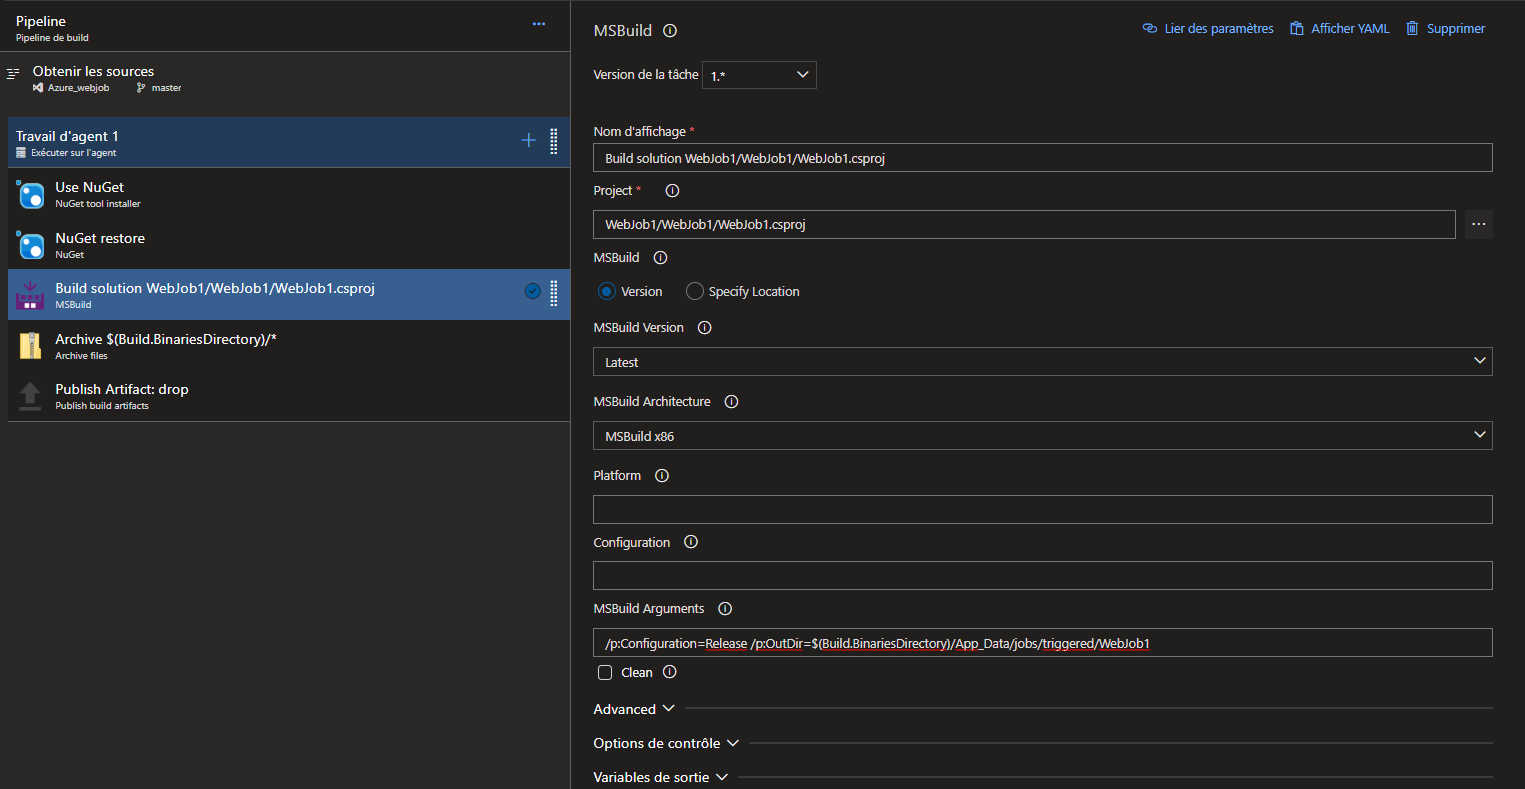 Pipeline
Pipeline de build
Obtenir les sources
Azure_webjob master
Travail d'agent 1
Exécuter sur l'agent
Use NuGet
NuGet tool installer
NuGet restore
NuGet
Build solution WebJob1/WebJob1/WebJob1.csproj
MSBuild
Archive $(Build.BinariesDirectory)/*
Archive files
Publish Artifact: drop
Publish build artifacts
MSBuild
Lier des paramètres Afficher YAML Supprimer
Version de la tâche 1.*
Nom d'affichage *
Build solution WebJob1/WebJob1/WebJob1.csproj
Project *
WebJob1/WebJob1/WebJob1.csproj
MSBuild
Version Specify Location
MSBuild Version
Latest
MSBuild Architecture
MSBuild x86
Platform
Configuration
MSBuild Arguments
/p:Configuration=Release /p:OutDir=$(Build.BinariesDirectory)/App_Data/jobs/triggered/WebJob1
Clean
Advanced
Options de contrôle
Variables de sortie